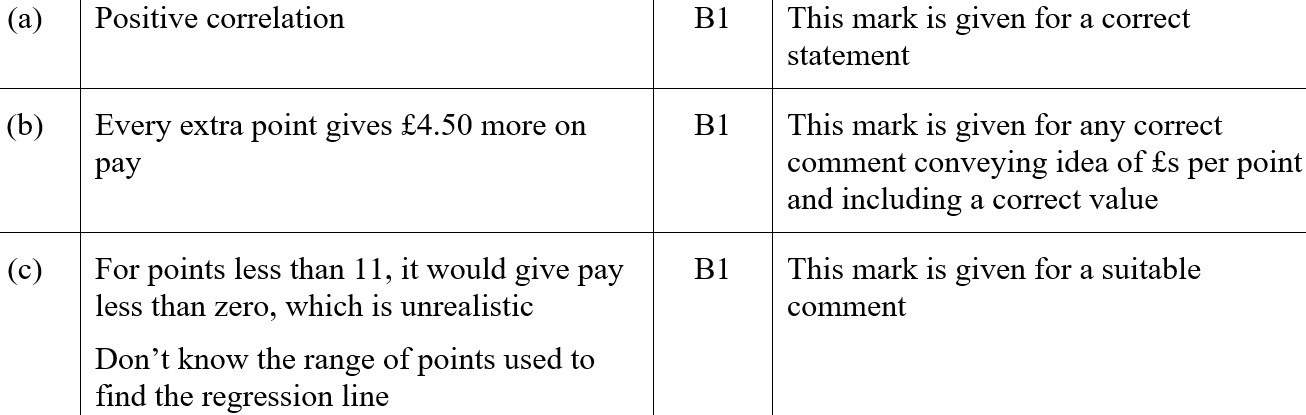 (a) Positive correlation B1 This mark is given for a correct
statement
(b) Every extra point gives £4.50 more on B1 This mark is given for any correct
pay comment conveying idea of £s per point
and including a correct value
(c) For points less than 11, it would give pay B1 This mark is given for a suitable
less than zero, which is unrealistic comment
Don’t know the range of points used to
find the regression line